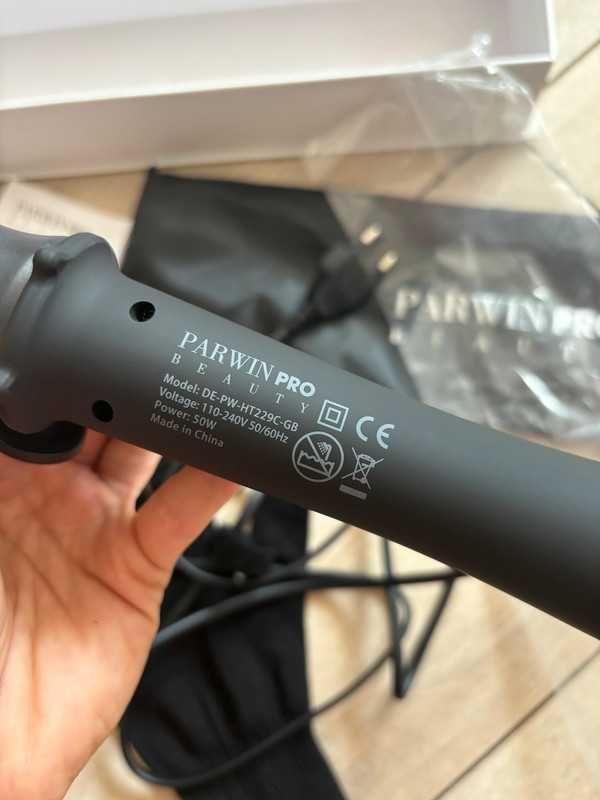 PARWIN PRO
BEAUTY
PARWIN PRO
BEAUTY
Model: DE-PW-HT229C-GB
Voltage: 110-240V 50/60Hz
Power: 50W
Made in China
CE